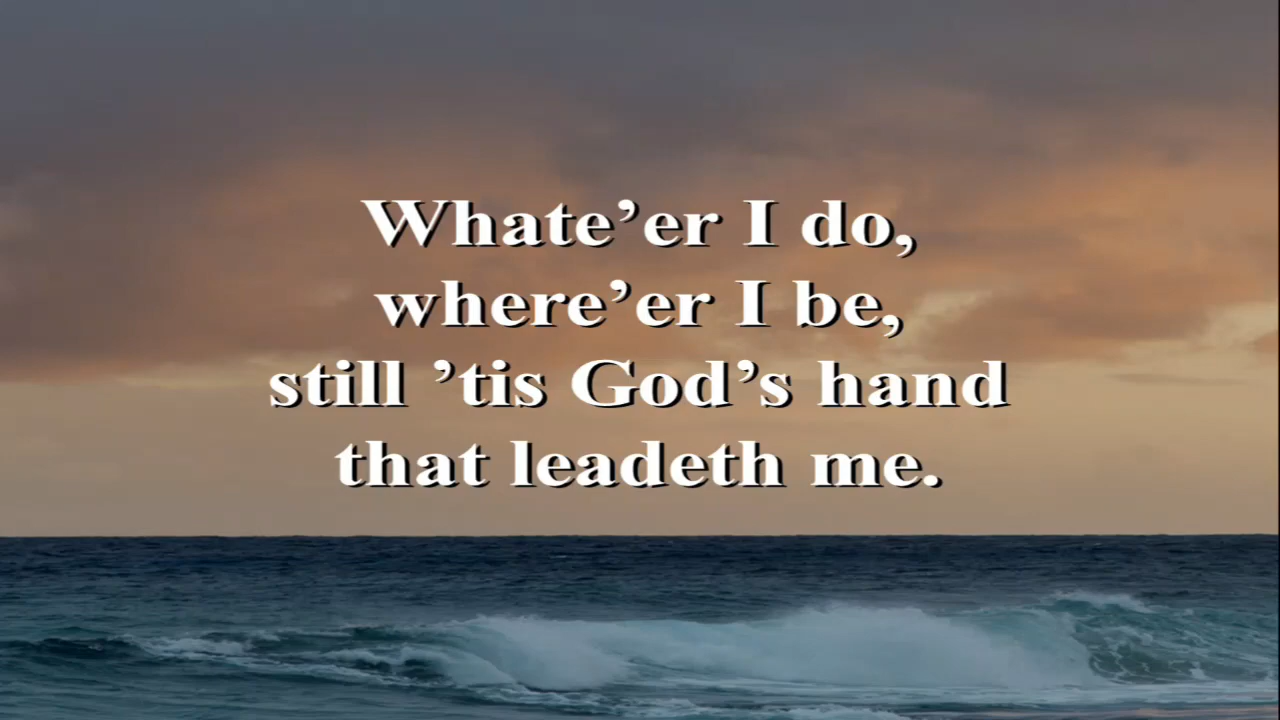 Whate’er I do,
where’er I be,
still ’tis God’s hand
that leadeth me.